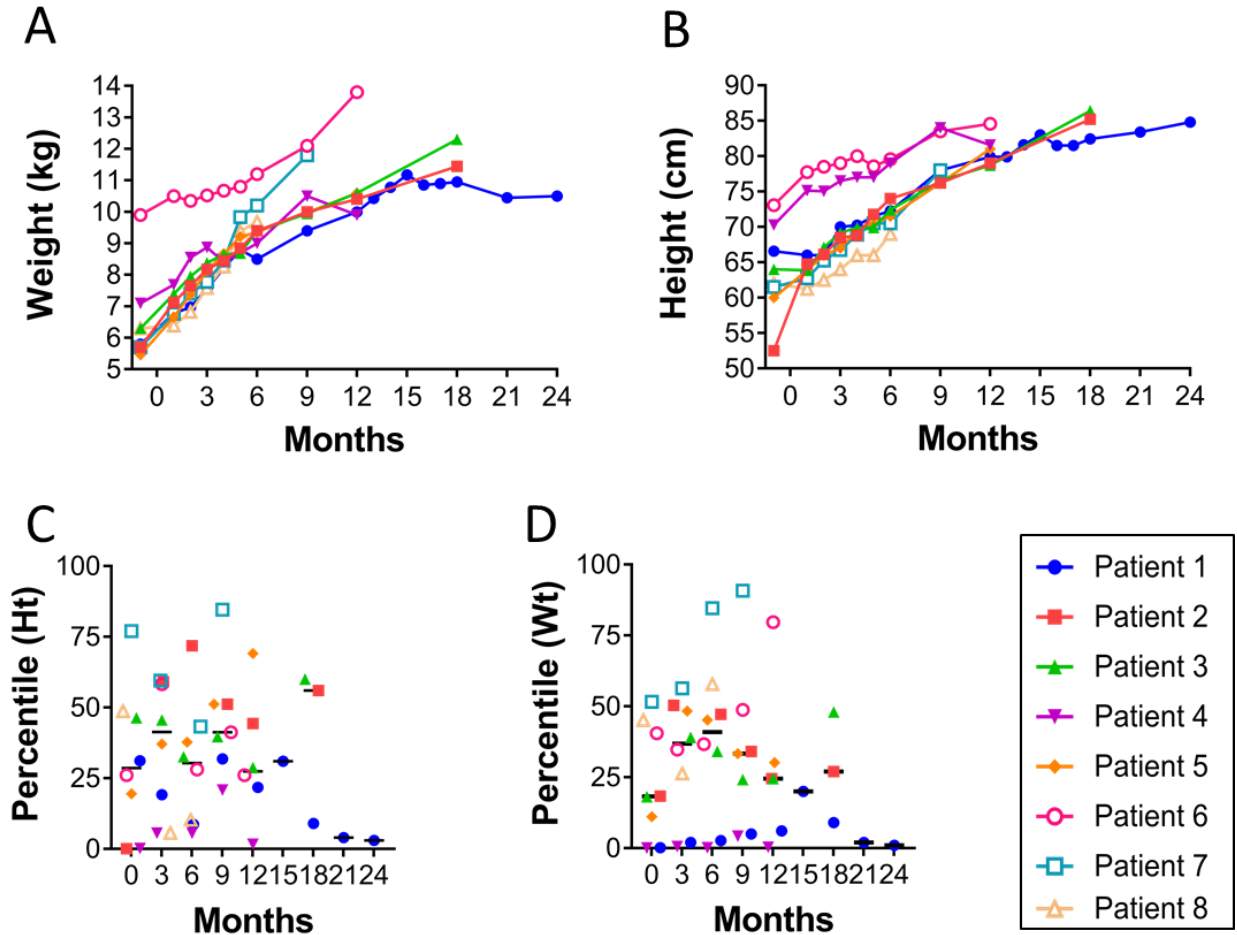 A
Weight (kg)
14
13
12
11
10
9
8
7
6
5
0 3 6 9 12 15 18 21 24
Months
B
Height (cm)
90
85
80
75
70
65
60
55
50
0 3 6 9 12 15 18 21 24
Months
C
Percentile (Ht)
100
75
50
25
0
0 3 6 9 12 15 18 21 24
Months
D
Percentile (Wt)
100
75
50
25
0
0 3 6 9 12 15 18 21 24
Months
Patient 1
Patient 2
Patient 3
Patient 4
Patient 5
Patient 6
Patient 7
Patient 8